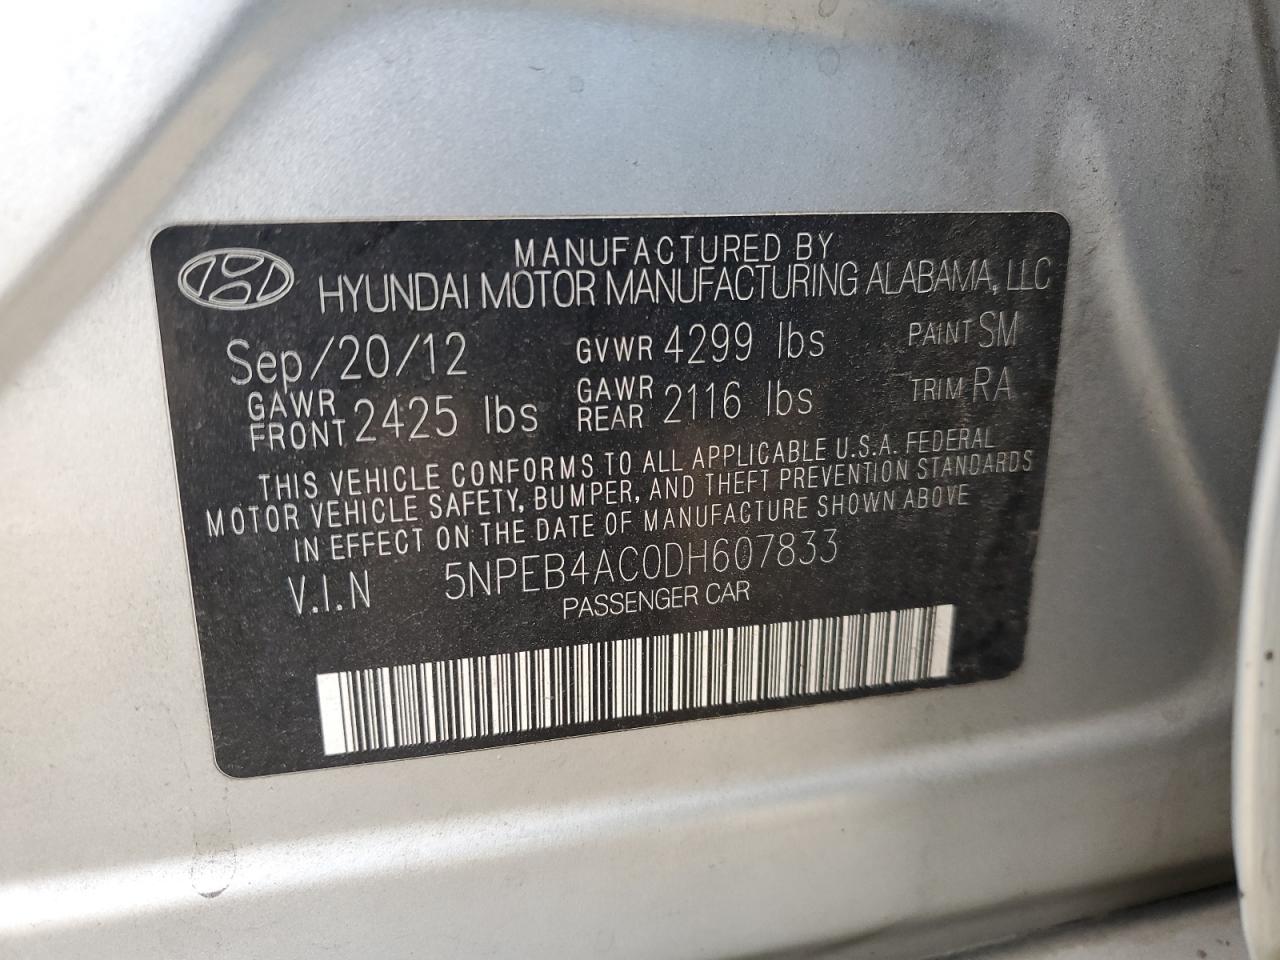 MANUFACTURED BY
HYUNDAI MOTOR MANUFACTURING ALABAMA, LLC
Sep/20/12 GVWR 4299 lbs PAINT SM
GAWR FRONT 2425 lbs GAWR REAR 2116 lbs TRIM RA
THIS VEHICLE CONFORMS TO ALL APPLICABLE U.S.A. FEDERAL
MOTOR VEHICLE SAFETY, BUMPER, AND THEFT PREVENTION STANDARDS
IN EFFECT ON THE DATE OF MANUFACTURE SHOWN ABOVE
V.I.N 5NPEB4AC0DH607833
PASSENGER CAR